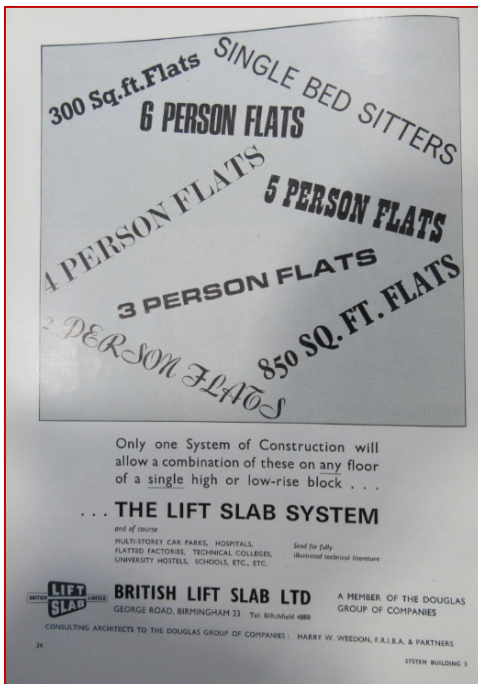 300 Sq.ft.Flats
SINGLE BED SITTERS
6 PERSON FLATS
4 PERSON FLATS
5 PERSON FLATS
3 PERSON FLATS
2 PERSON FLATS
850 SQ. FT. FLATS
Only one System of Construction will
allow a combination of these on any floor
of a single high or low-rise block . . .
. . . THE LIFT SLAB SYSTEM
and of course
MULTI-STOREY CAR PARKS, HOSPITALS,
FLATTED FACTORIES, TECHNICAL COLLEGES,
UNIVERSITY HOSTELS, SCHOOLS, ETC., ETC.
Send for fully
illustrated technical literature
BRITISH LIFT SLAB LIMITED
BRITISH LIFT SLAB LTD
GEORGE ROAD, BIRMINGHAM 23 Tel: BIRchfield 4888
A MEMBER OF THE DOUGLAS
GROUP OF COMPANIES
CONSULTING ARCHITECTS TO THE DOUGLAS GROUP OF COMPANIES : HARRY W. WEEDON, F.R.I.B.A. & PARTNERS
34
SYSTEM BUILDING 3